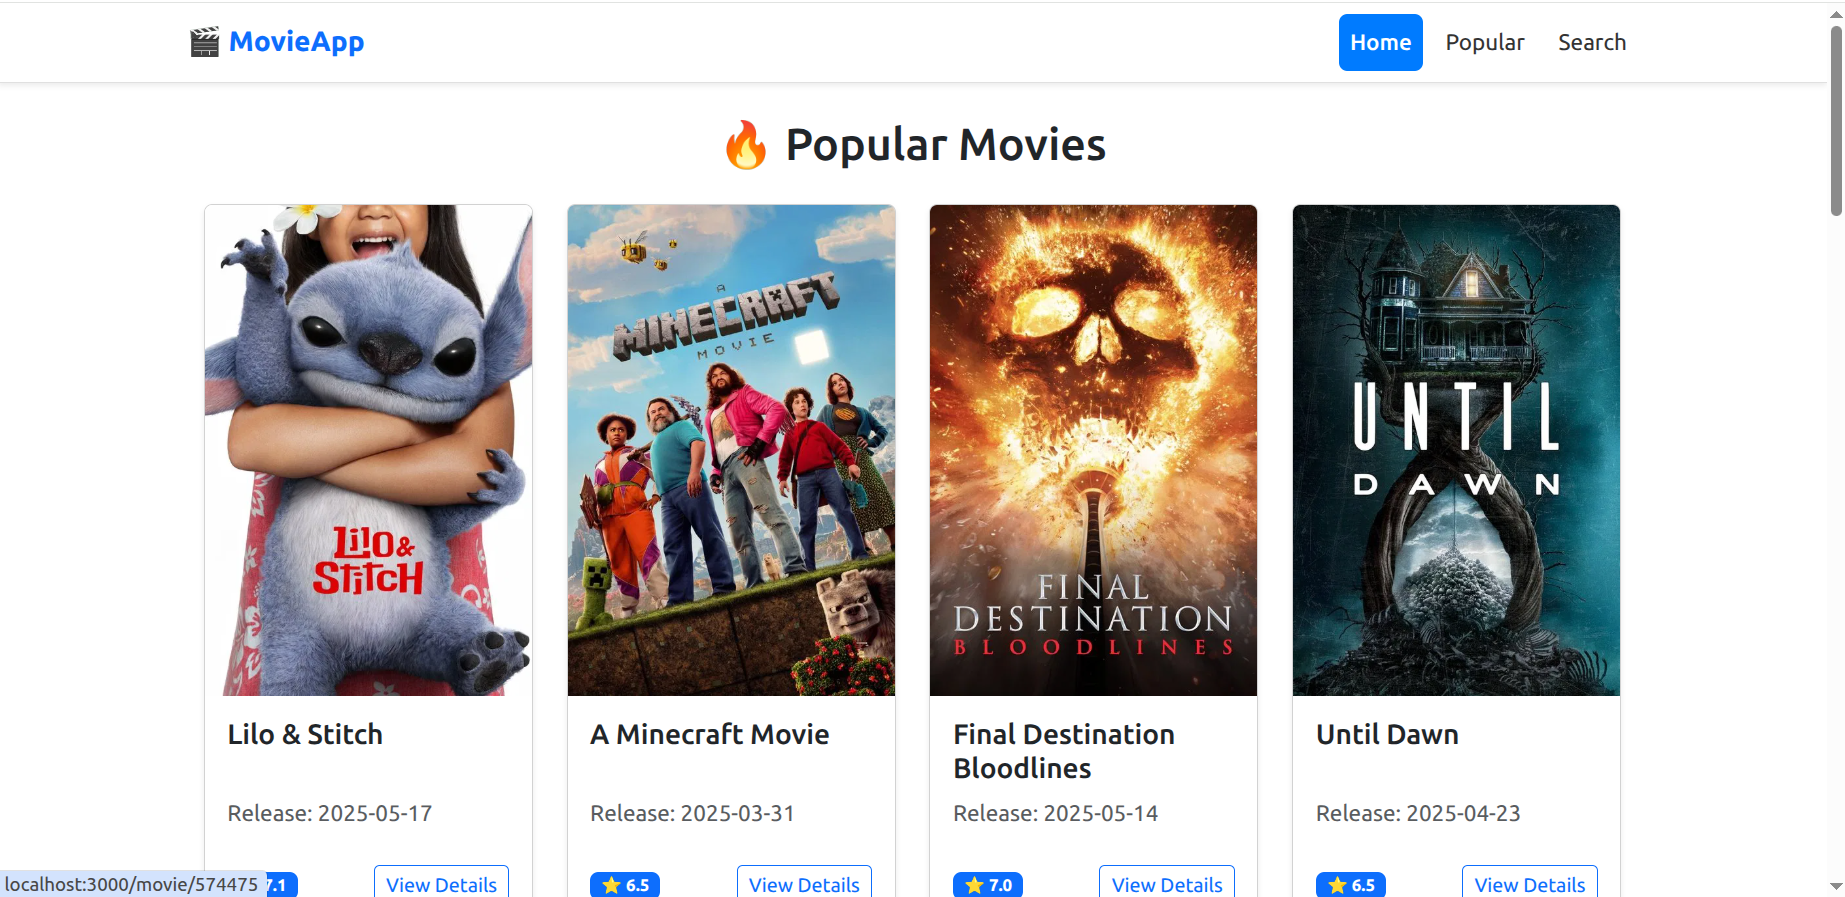 🎬 MovieApp
Home Popular Search
🔥 Popular Movies
Lilo &
Stitch
A
MINECRAFT
MOVIE
FINAL
DESTINATION
BLOODLINES
UNTIL
DAWN
Lilo & Stitch
A Minecraft Movie
Final Destination
Bloodlines
Until Dawn
Release: 2025-05-17
Release: 2025-03-31
Release: 2025-05-14
Release: 2025-04-23
7.1
View Details
⭐ 6.5
View Details
⭐ 7.0
View Details
⭐ 6.5
View Details
localhost:3000/movie/574475